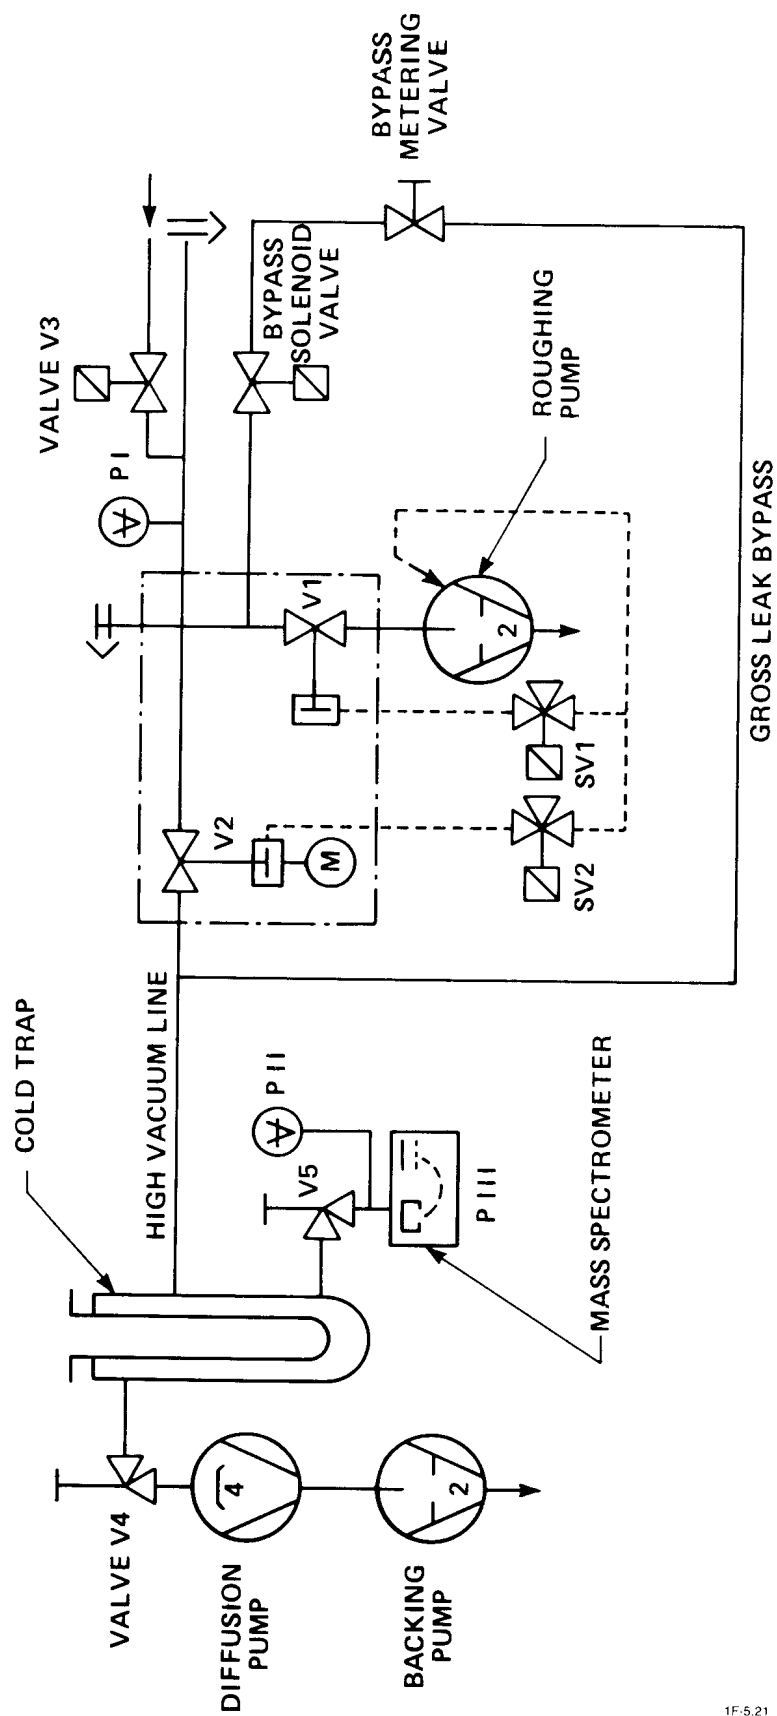 COLD TRAP
HIGH VACUUM LINE
VALVE V4
DIFFUSION
PUMP
4
BACKING
PUMP
2
V5
P II
P III
MASS SPECTROMETER
V2
M
SV2
SV1
V1
P I
VALVE V3
2
ROUGHING
PUMP
BYPASS
SOLENOID
VALVE
BYPASS
METERING
VALVE
GROSS LEAK BYPASS
1F-5.21